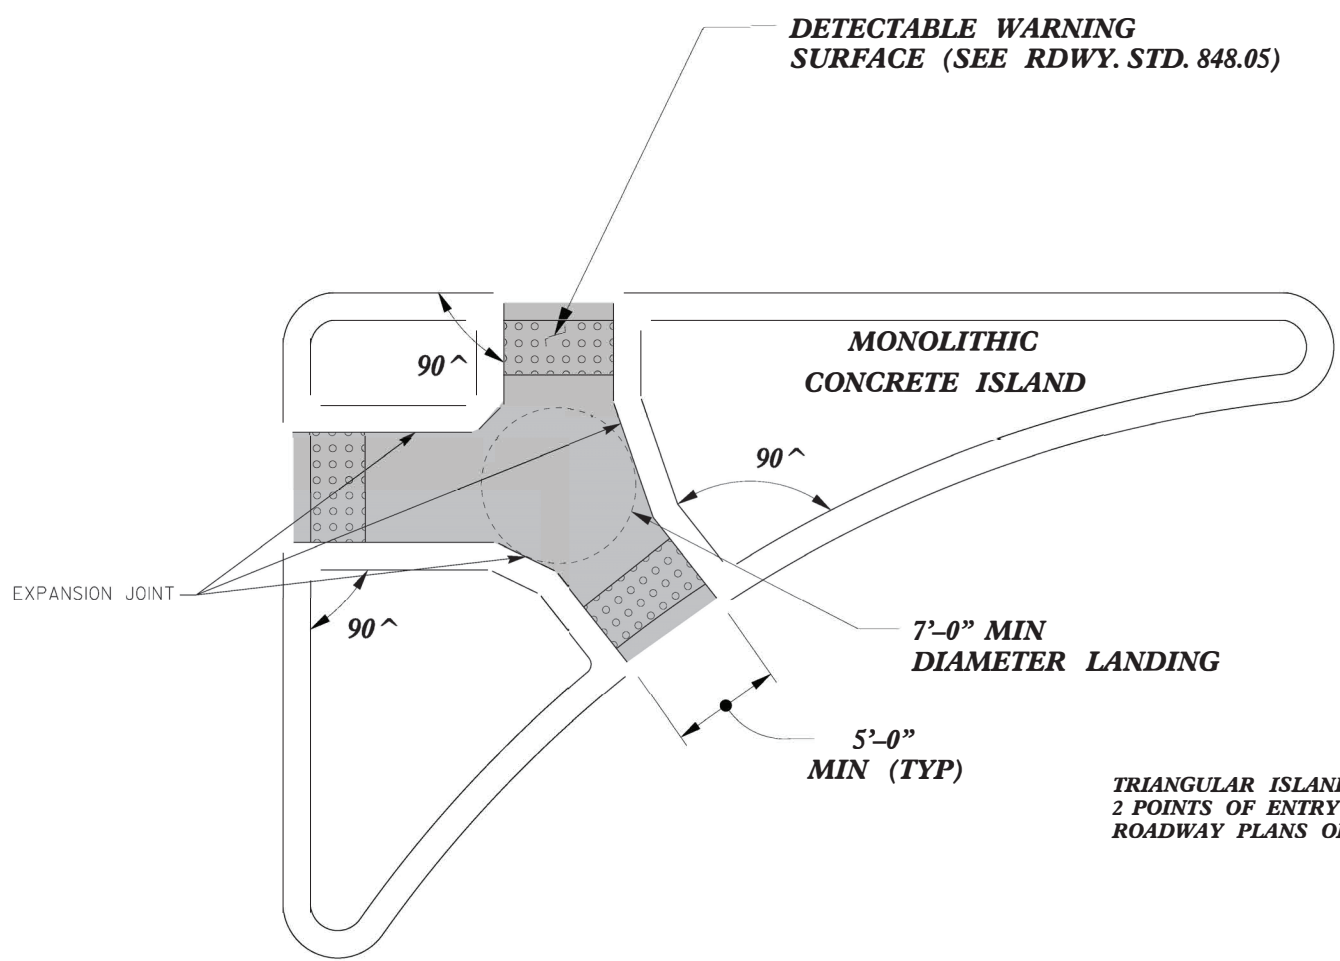 DETECTABLE WARNING
SURFACE (SEE RDWY. STD. 848.05)
90^
MONOLITHIC
CONCRETE ISLAND
90^
EXPANSION JOINT
90^
7'–0” MIN
DIAMETER LANDING
5'–0”
MIN (TYP)
TRIANGULAR
2 POINTS OF ENTRY
ROADWAY PLANS